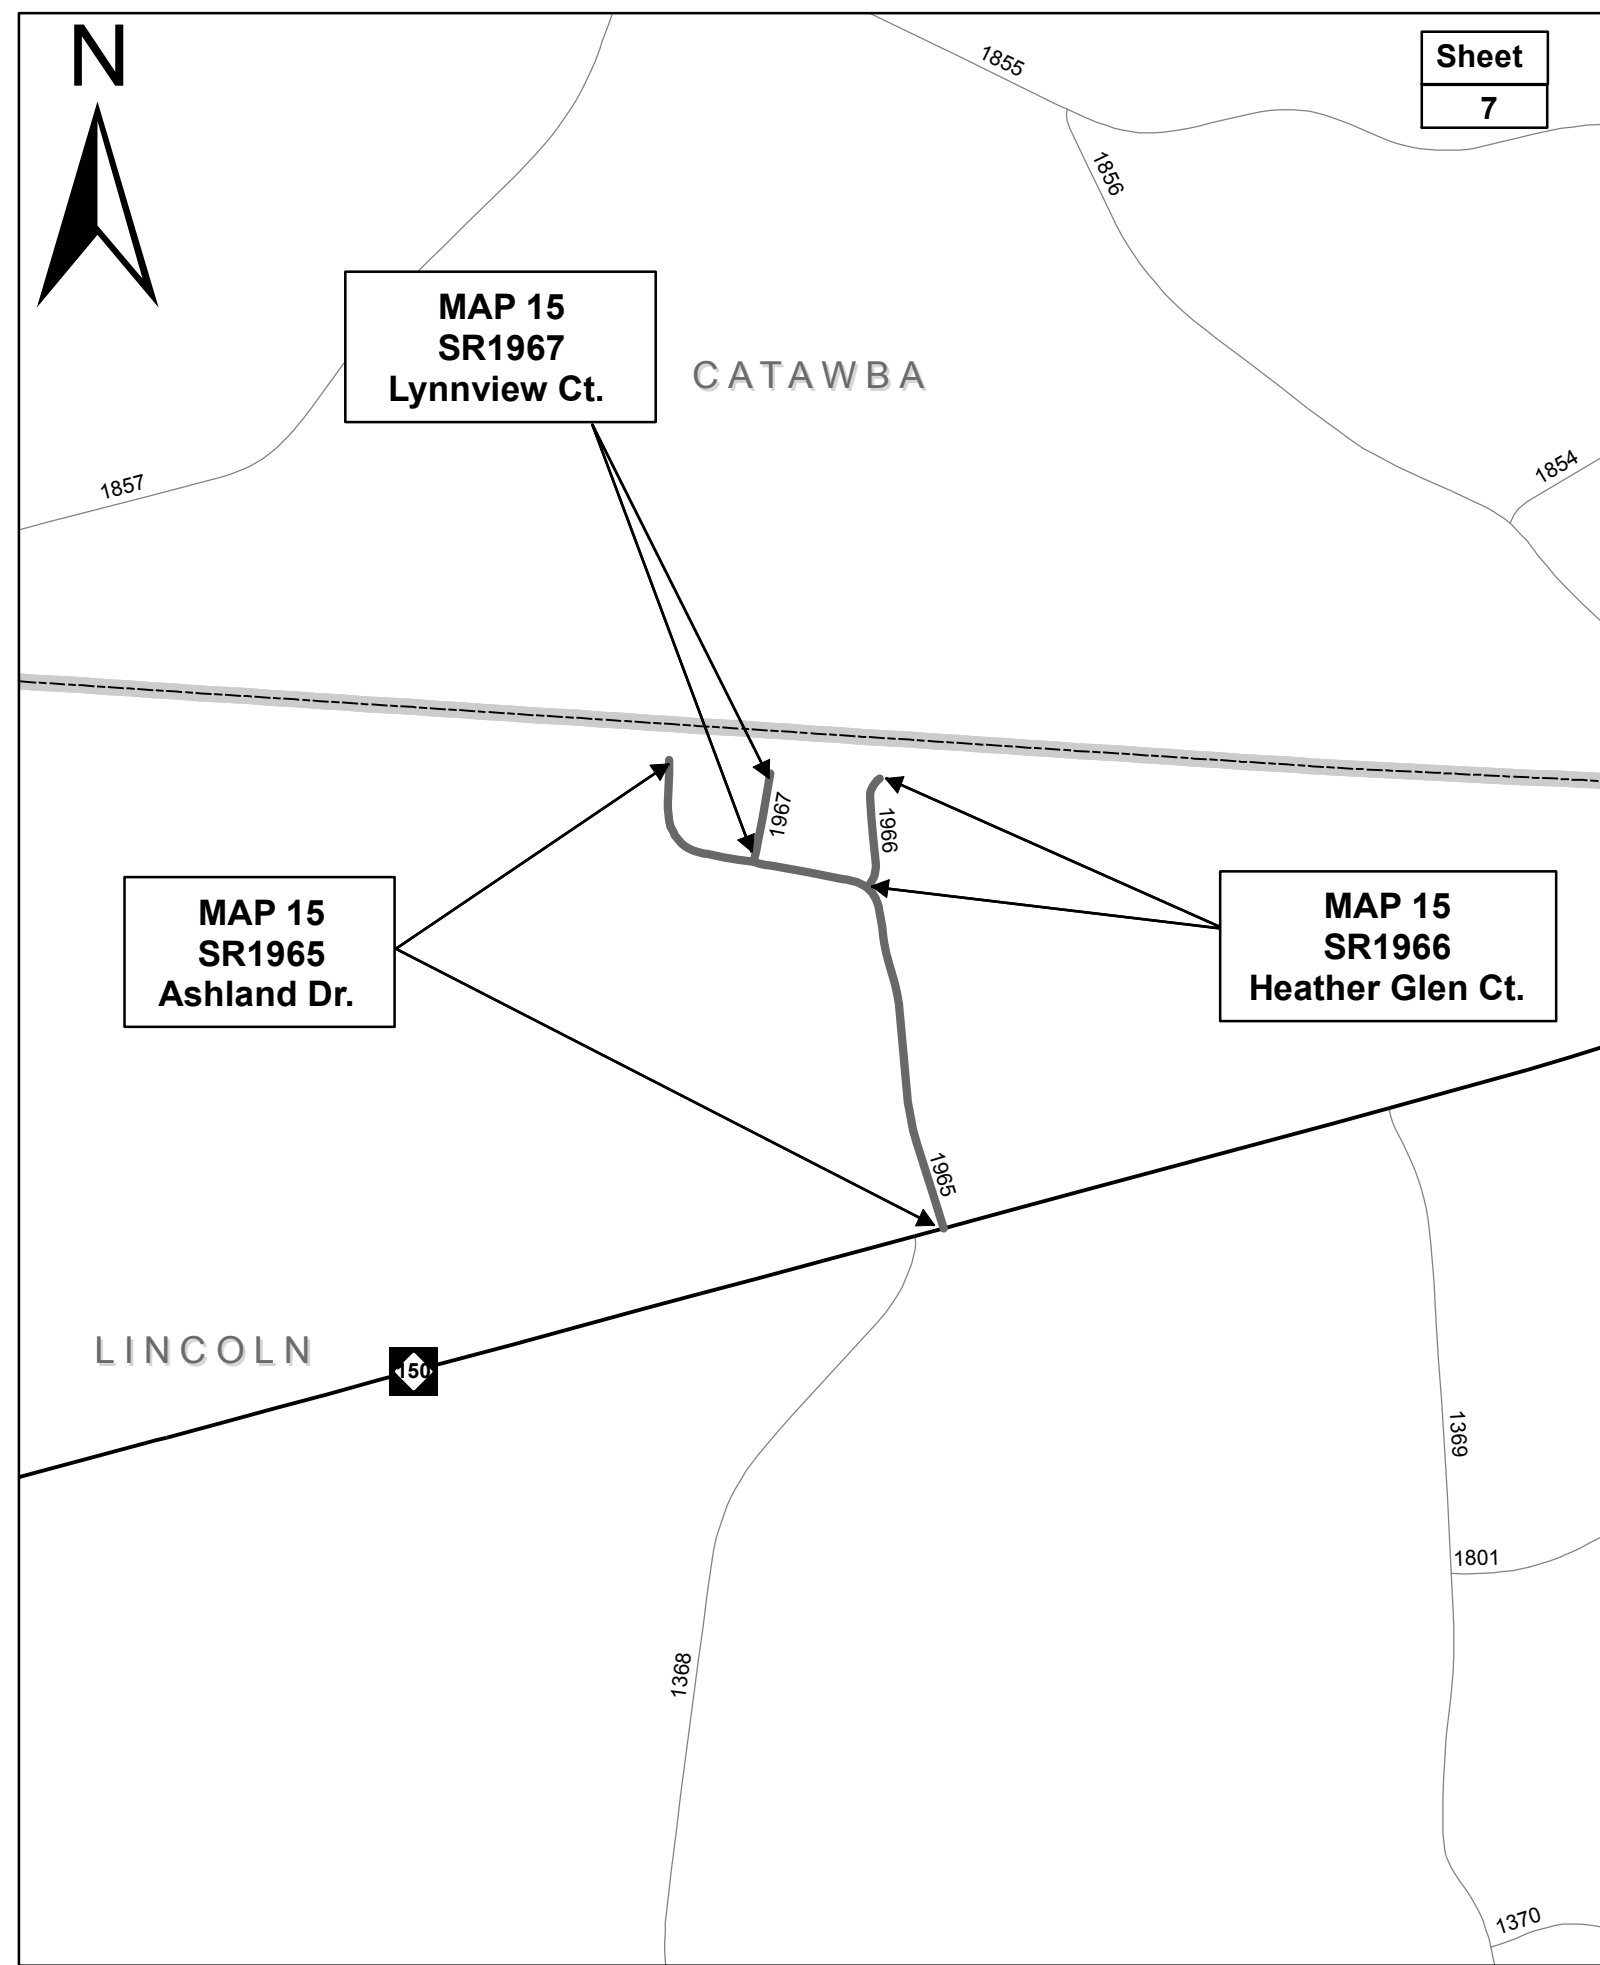 N
Sheet
7
1855
1856
MAP 15
SR1967
Lynnview Ct.
CATAWBA
1857
1854
1967
1966
MAP 15
SR1965
Ashland Dr.
MAP 15
SR1966
Heather Glen Ct.
1965
LINCOLN
150
1369
1801
1368
1370